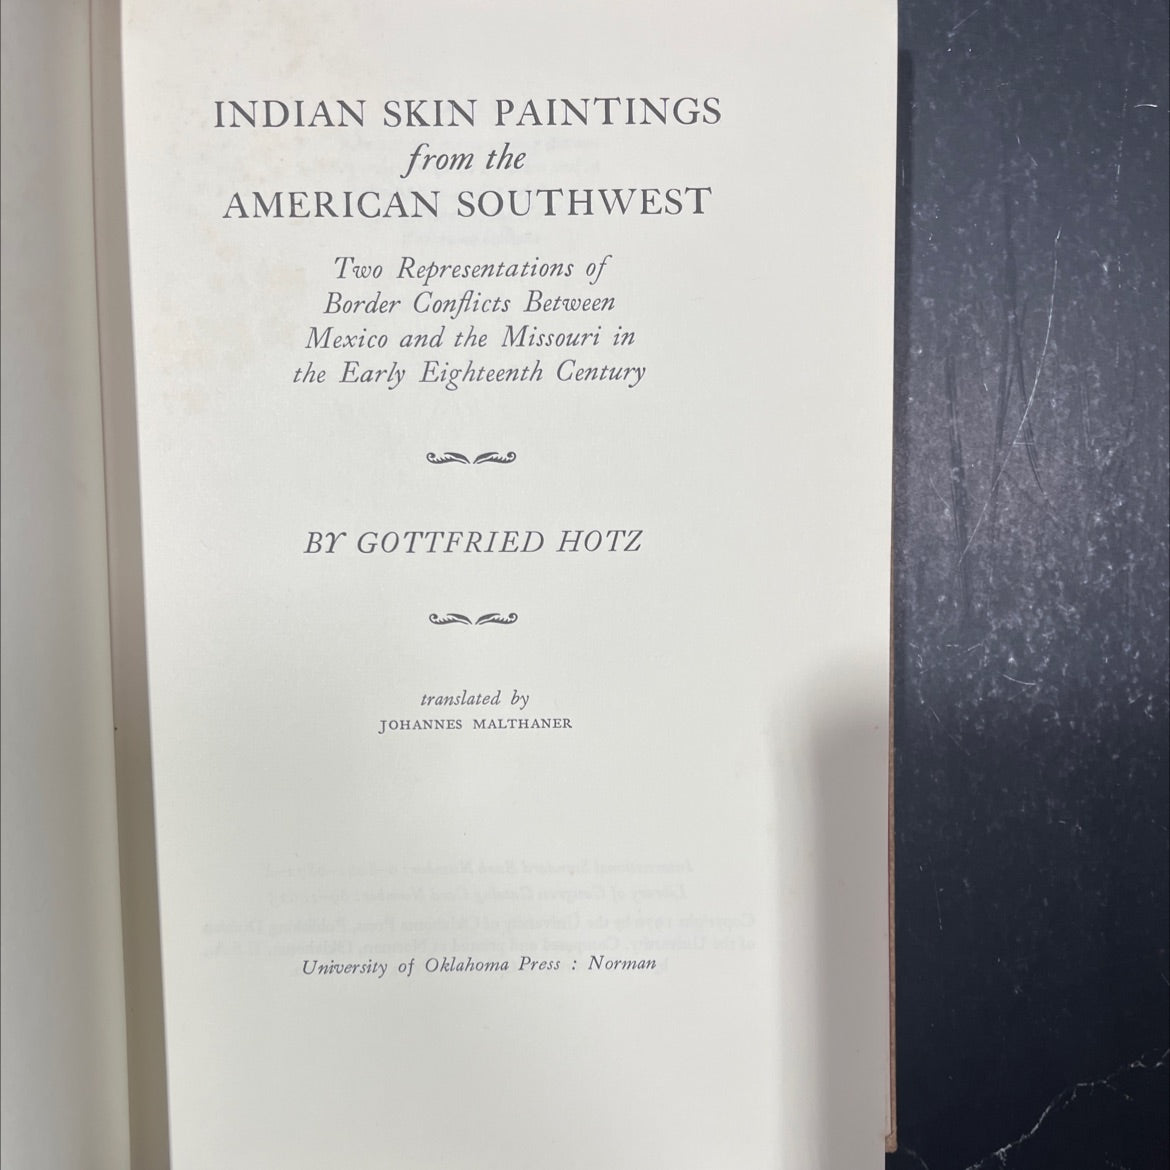 INDIAN SKIN PAINTINGS
from the
AMERICAN SOUTHWEST
Two Representations of
Border Conflicts Between
Mexico and the Missouri in
the Early Eighteenth Century
BY GOTTFRIED HOTZ
translated by
JOHANNES MALTHANER
University of Oklahoma Press : Norman